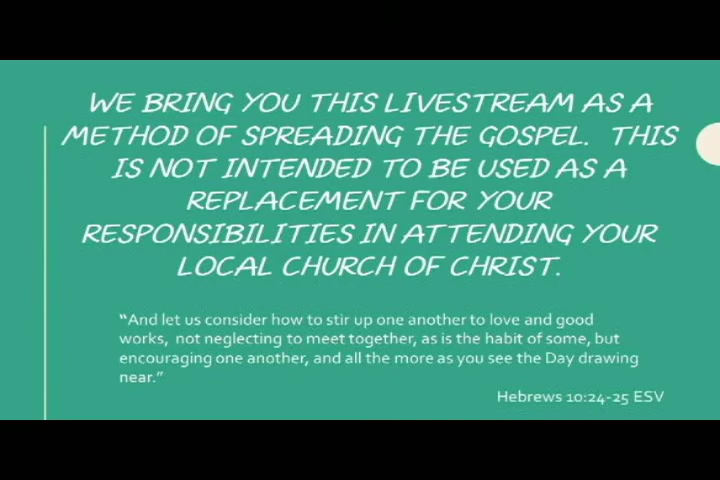 WE BRING YOU THIS LIVESTREAM AS A
METHOD OF SPREADING THE GOSPEL. THIS
IS NOT INTENDED TO BE USED AS A
REPLACEMENT FOR YOUR
RESPONSIBILITIES IN ATTENDING YOUR
LOCAL CHURCH OF CHRIST.
“And let us consider how to stir up one another to love and good
works, not neglecting to meet together, as is the habit of some, but
encouraging one another, and all the more as you see the Day drawing
near.”
Hebrews 10:24-25 ESV